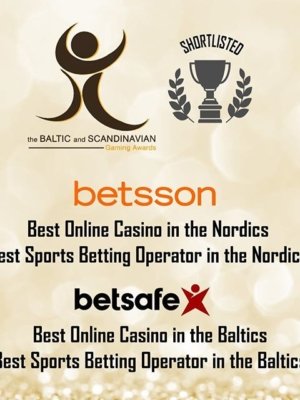 SHORTLISTED
the BALTIC and SCANDINAVIAN
Gaming Awards
betsson
Best Online Casino in the Nordics
est Sports Betting Operator in the Nordic
betsafe
Best Online Casino in the Baltics
Best Sports Betting Operator in the Baltics